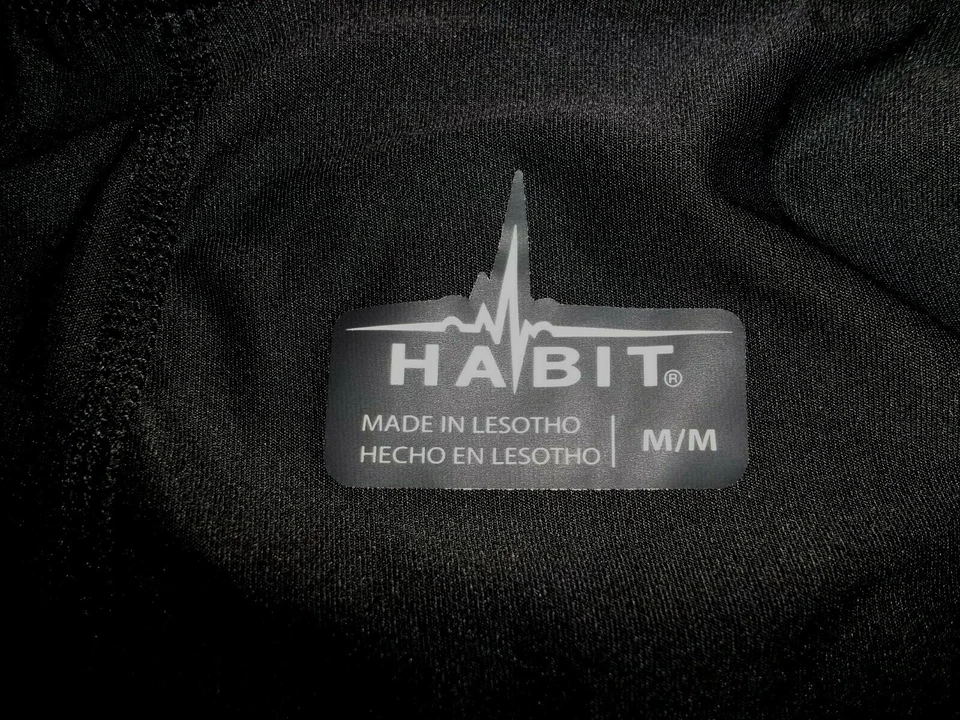 HABIT®
MADE IN LESOTHO
HECHO EN LESOTHO
M/M